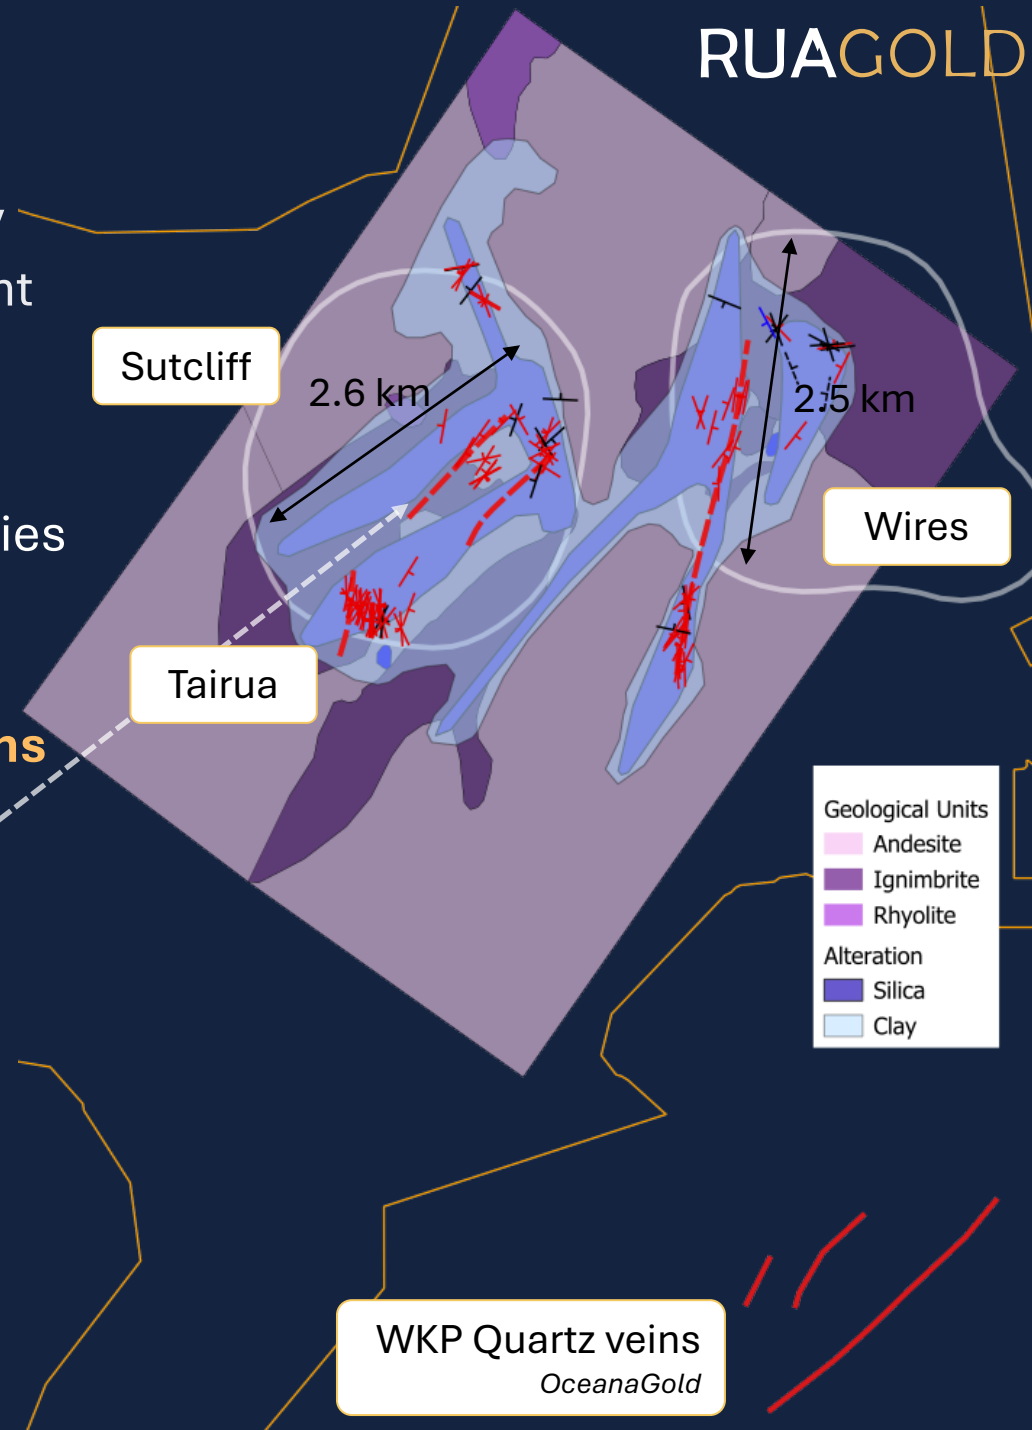 RUAGOLD
nt
Sutcliff
2.6 km
2.5 km
ies
Wires
Tairua
ns
Geological Units
Andesite
Ignimbrite
Rhyolite
Alteration
Silica
Clay
WKP Quartz veins
OceanaGold